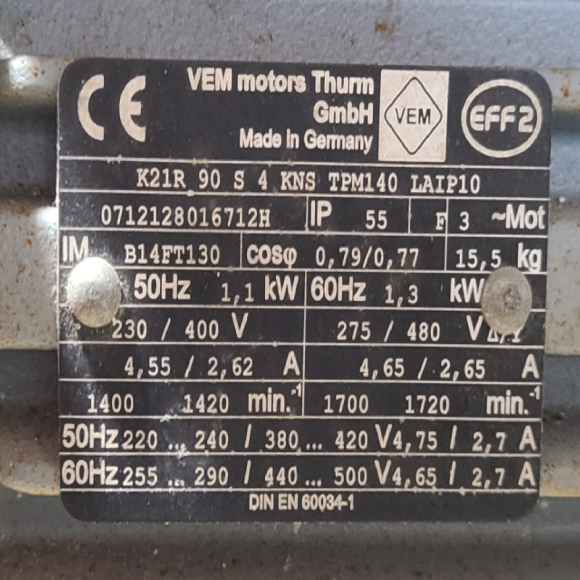 CE VEM motors Thurm
GmbH
Made in Germany
VEM
EFF2
K21R 90 S 4 KNS TPM140 LAIP10
0712128016712H IP 55 F 3 ~Mot
IM B14FT130 cosφ 0,79/0,77 15,5 kg
50Hz 1,1 kW 60Hz 1,3 kW
230 / 400 V 275 / 480 V
4,55 / 2,62 A 4,65 / 2,65 A
1400 1420 min.⁻¹ 1700 1720 min.⁻¹
50Hz 220 ... 240 / 380 ... 420 V 4,75 / 2,7 A
60Hz 255 ... 290 / 440 ... 500 V 4,65 / 2,7 A
DIN EN 60034-1